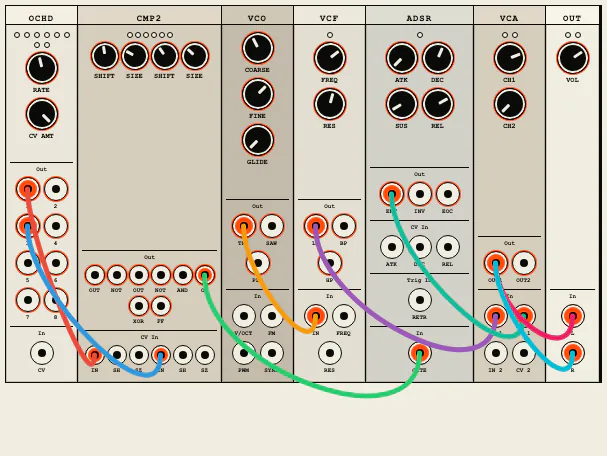 OCHD CMP2 VCO VCF ADSR VCA OUT
SHIFT SIZE SHIFT SIZE
COARSE
FREQ RES
ATK DEC
SUS REL
CH1
CH2
VOL
RATE
CV AMT
FINE
GLIDE
Out
2
4
5 6
7 8
In
CV
Out
OUT NOT OUT NOT AND
XOR FF
CV In
IN SH SH SZ
Out
SAW
In
V/OCT FM
PWM
Out
BP
HP
In
IN FREQ
RES
Out
INV EOC
CV In
ATK REL
RETR
In
Out
OUT2
In
IN 2 CV 2
In
R